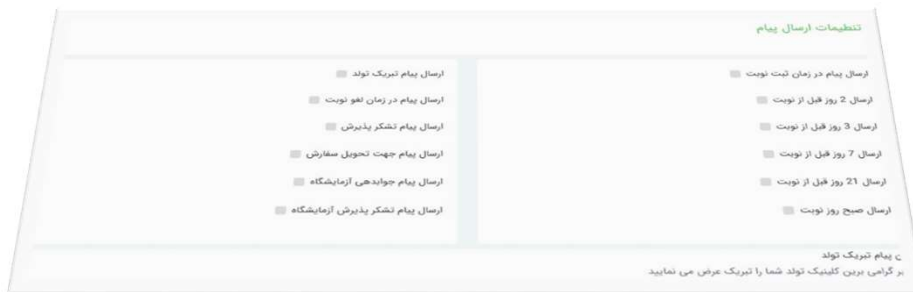 تنظیمات ارسال پیام
ارسال پیام در زمان ثبت نوبت
ارسال 2 روز قبل از نوبت
ارسال 3 روز قبل از نوبت
ارسال 7 روز قبل از نوبت
ارسال 21 روز قبل از نوبت
ارسال صبح روز نوبت
ارسال پیام تبریک تولد
ارسال پیام در زمان لغو نوبت
ارسال پیام تشکر پذیرش
ارسال پیام جهت تحویل سفارش
ارسال پیام جوابدهی آزمایشگاه
ارسال پیام تشکر پذیرش آزمایشگاه
پیام تبریک تولد
گرامی برین کلینیک تولد شما را تبریک عرض می نمایید